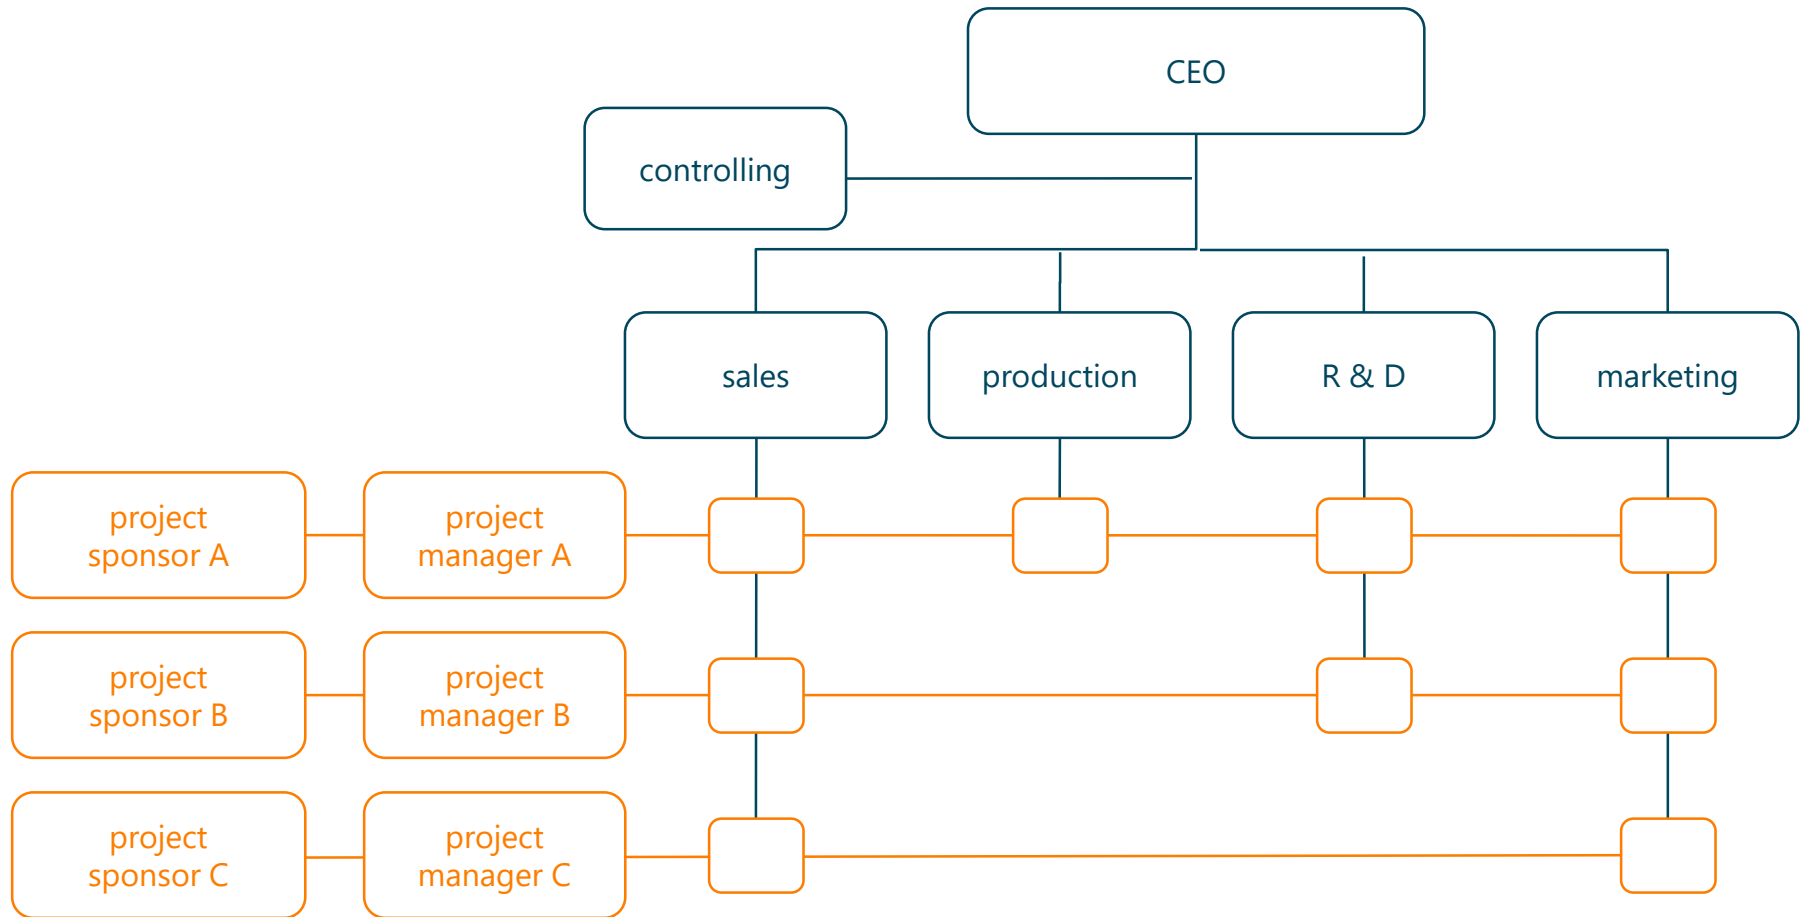 CEO
controlling
sales
production
R & D
marketing
project
sponsor A
project
manager A
project
sponsor B
project
manager B
project
sponsor C
project
manager C